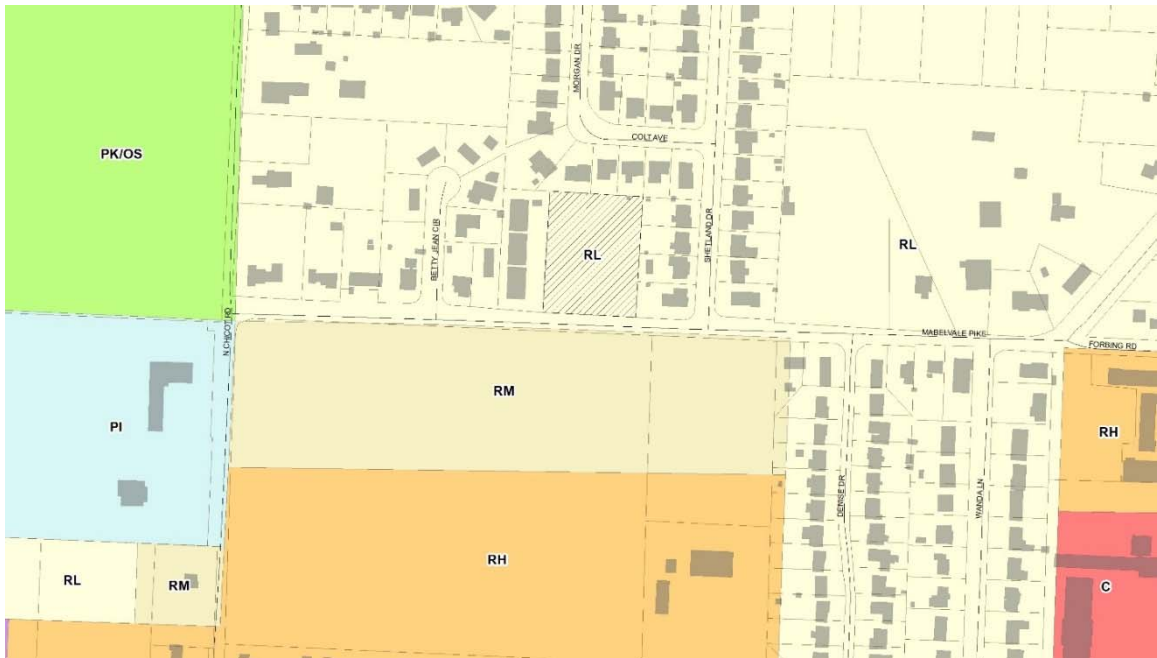 MORGAN DR
COLT AVE
PK/OS
BETTY JEAN CIR
SHETLAND DR
RL
RL
N CHICOT RD
MABELVALE PIKE
FORBING RD
RM
PI
RH
DENISE DR
WANDA LN
RH
RL
RM
C